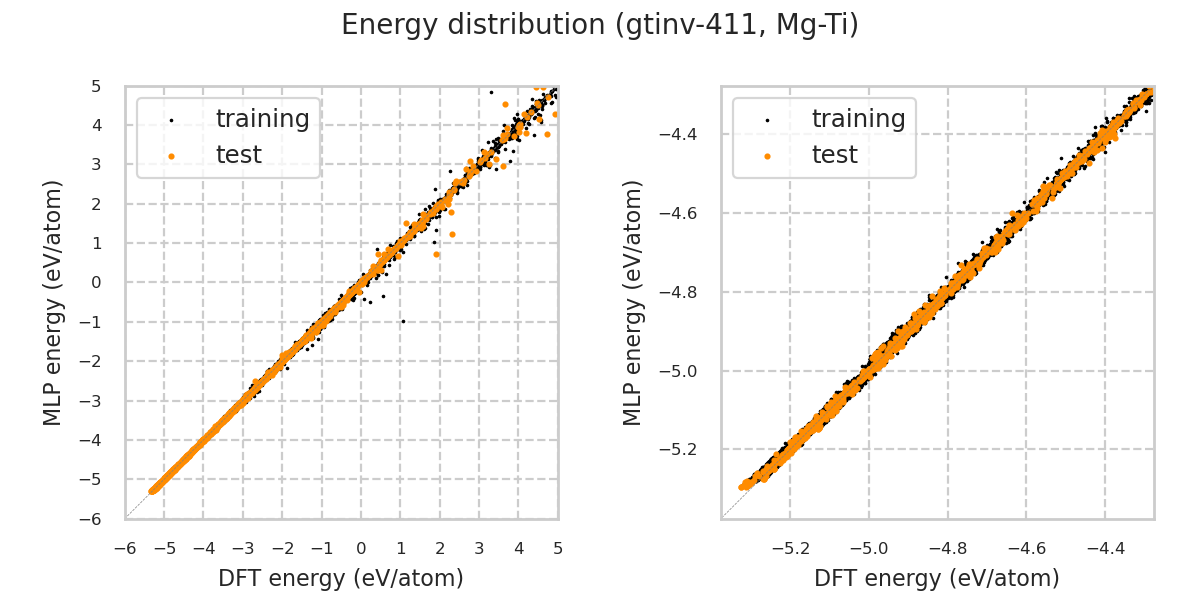 Energy distribution (gtinv-411, Mg-Ti)
MLP energy (eV/atom)
5
4
3
2
1
0
−1
−2
−3
−4
−5
−6
training
test
−6 −5 −4 −3 −2 −1 0 1 2 3 4 5
DFT energy (eV/atom)
MLP energy (eV/atom)
−4.4
−4.6
−4.8
−5.0
−5.2
training
test
−5.2 −5.0 −4.8 −4.6 −4.4
DFT energy (eV/atom)